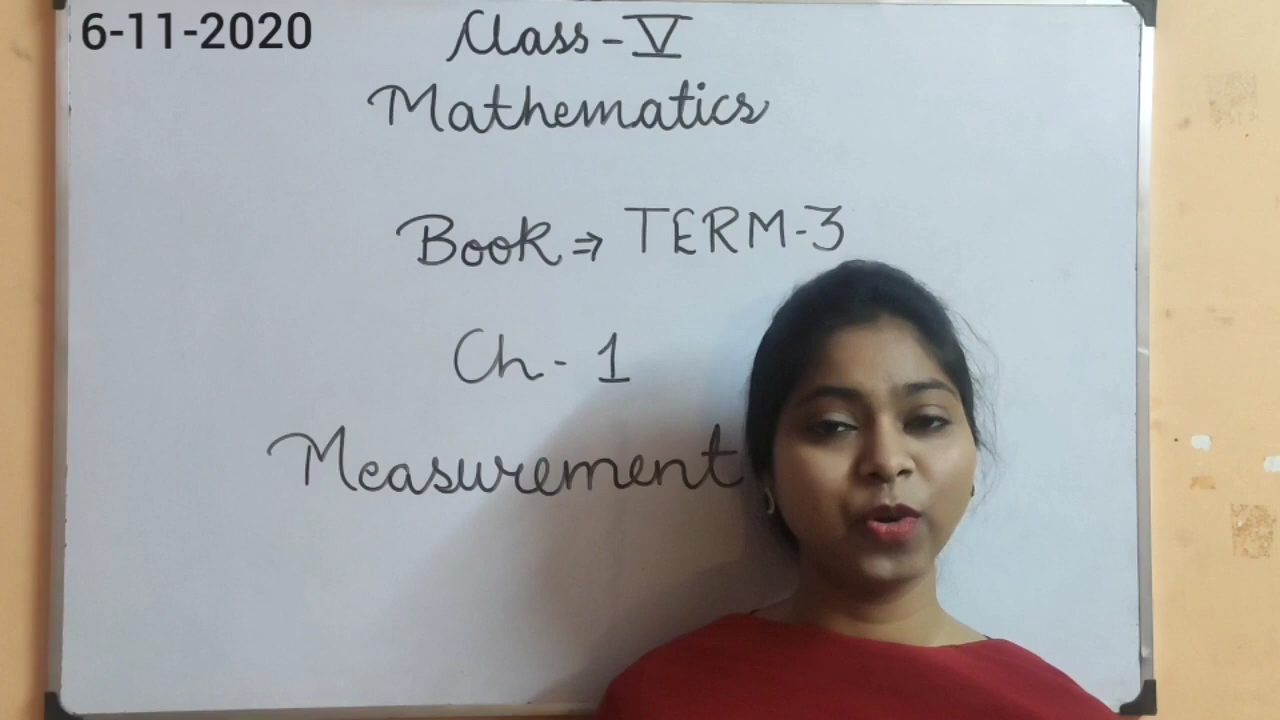 6-11-2020
Class-V
Mathematics
Book ⇒ TERM-3
Ch-1
Measurement